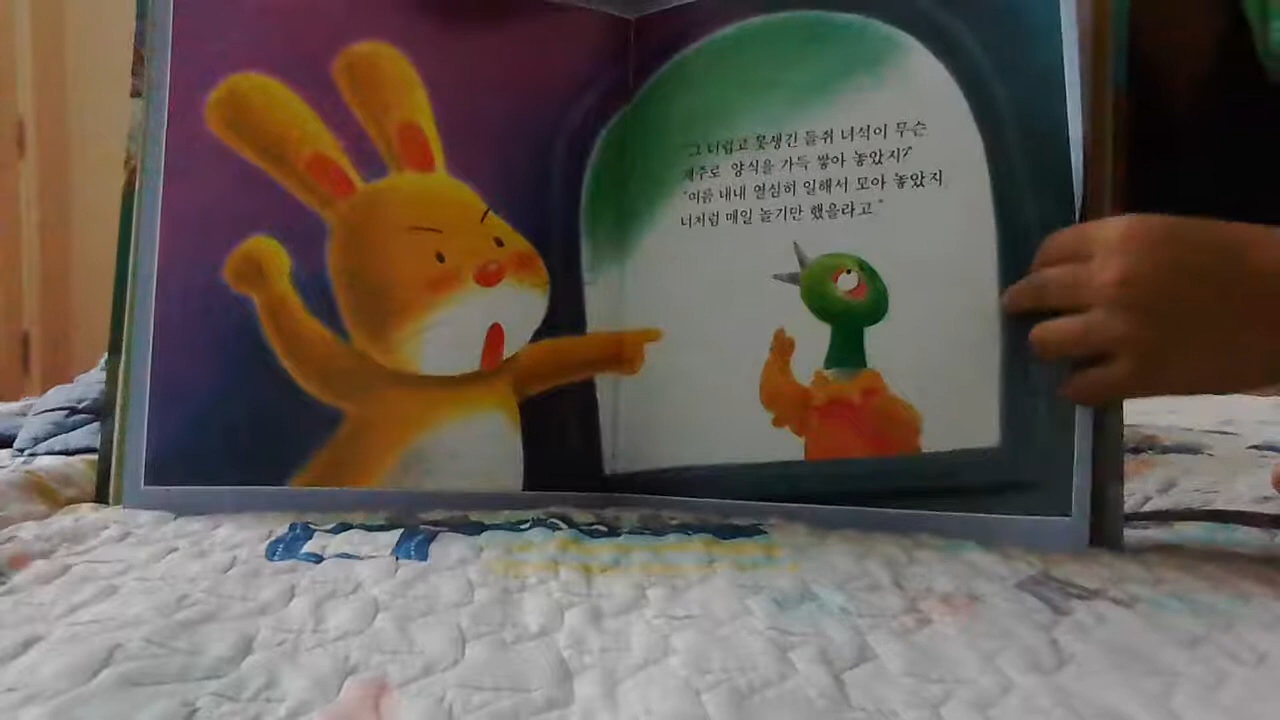 "그 더럽고 못생긴 들쥐 녀석이 무슨
재주로 양식을 가득 쌓아 놓았지?"
"여름 내내 열심히 일해서 모아 놓았지.
너처럼 매일 놀기만 했을라고."